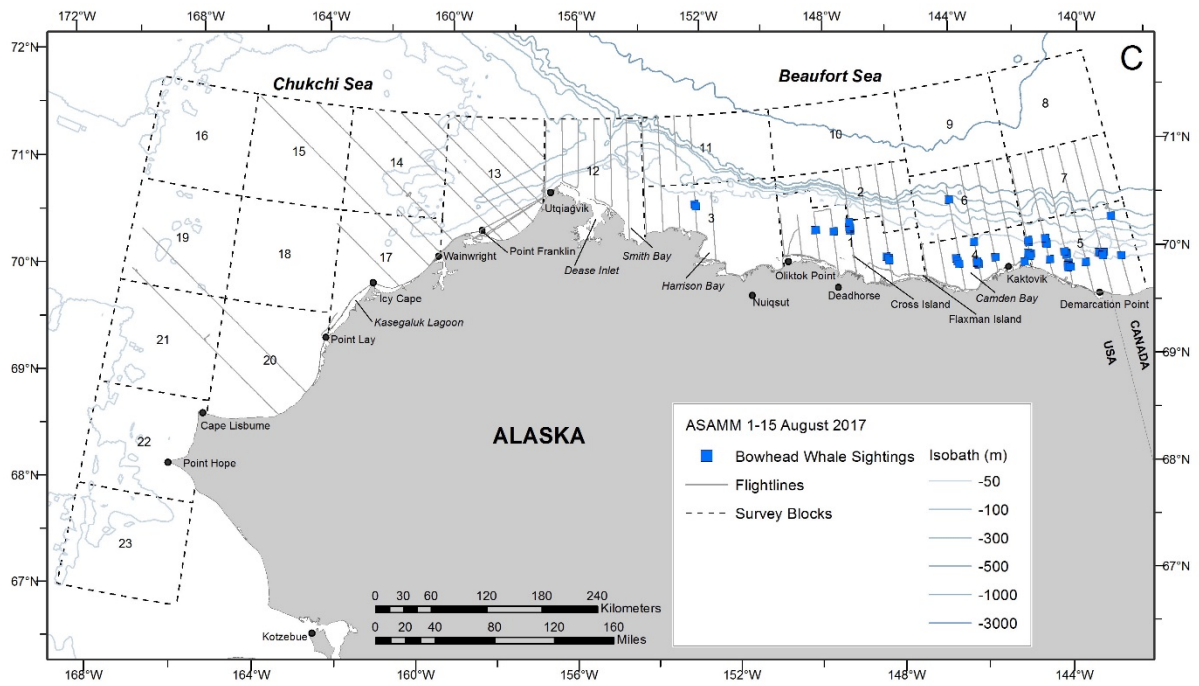 172°W 170°W 168°W 166°W 164°W 162°W 160°W 158°W 156°W 154°W 152°W 150°W 148°W 146°W 144°W 142°W 140°W
72°N
C
Chukchi Sea
Beaufort Sea
8
16
9
71°N
71°N
15
10
14
11
13
12
7
Utqiaġvik
2
6
19
3
Point Franklin
1
5
18
17
Wainwright
Smith Bay
4
70°N
70°N
Dease Inlet
Oliktok Point
Kaktovik
Icy Cape
Harrison Bay
Deadhorse
Cross Island
Camden Bay
Demarcation Point
Nuiqsut
Flaxman Island
Kasegaluk Lagoon
CANADA
21
20
Point Lay
USA
69°N
69°N
Cape Lisburne
ASAMM 1-15 August 2017
ALASKA
22
Bowhead Whale Sightings
Isobath (m)
68°N
Point Hope
68°N
-50
Flightlines
-100
Survey Blocks
-300
23
-500
67°N
67°N
-1000
0 30 60 120 180 240
Kilometers
-3000
0 20 40 80 120 160
Miles
Kotzebue
168°W 164°W 160°W 156°W 152°W 148°W 144°W